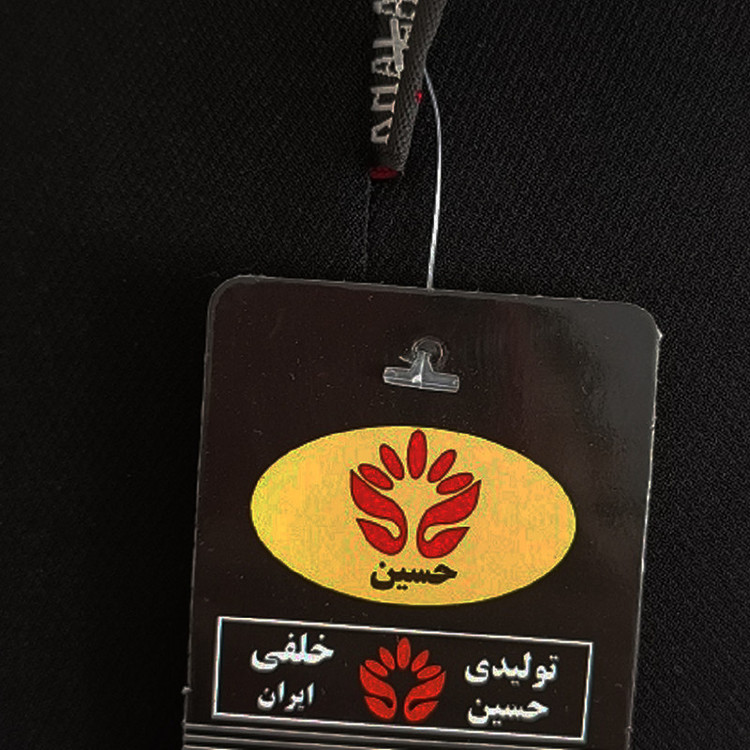 حسین
تولیدی
حسین
خلفی
ایران